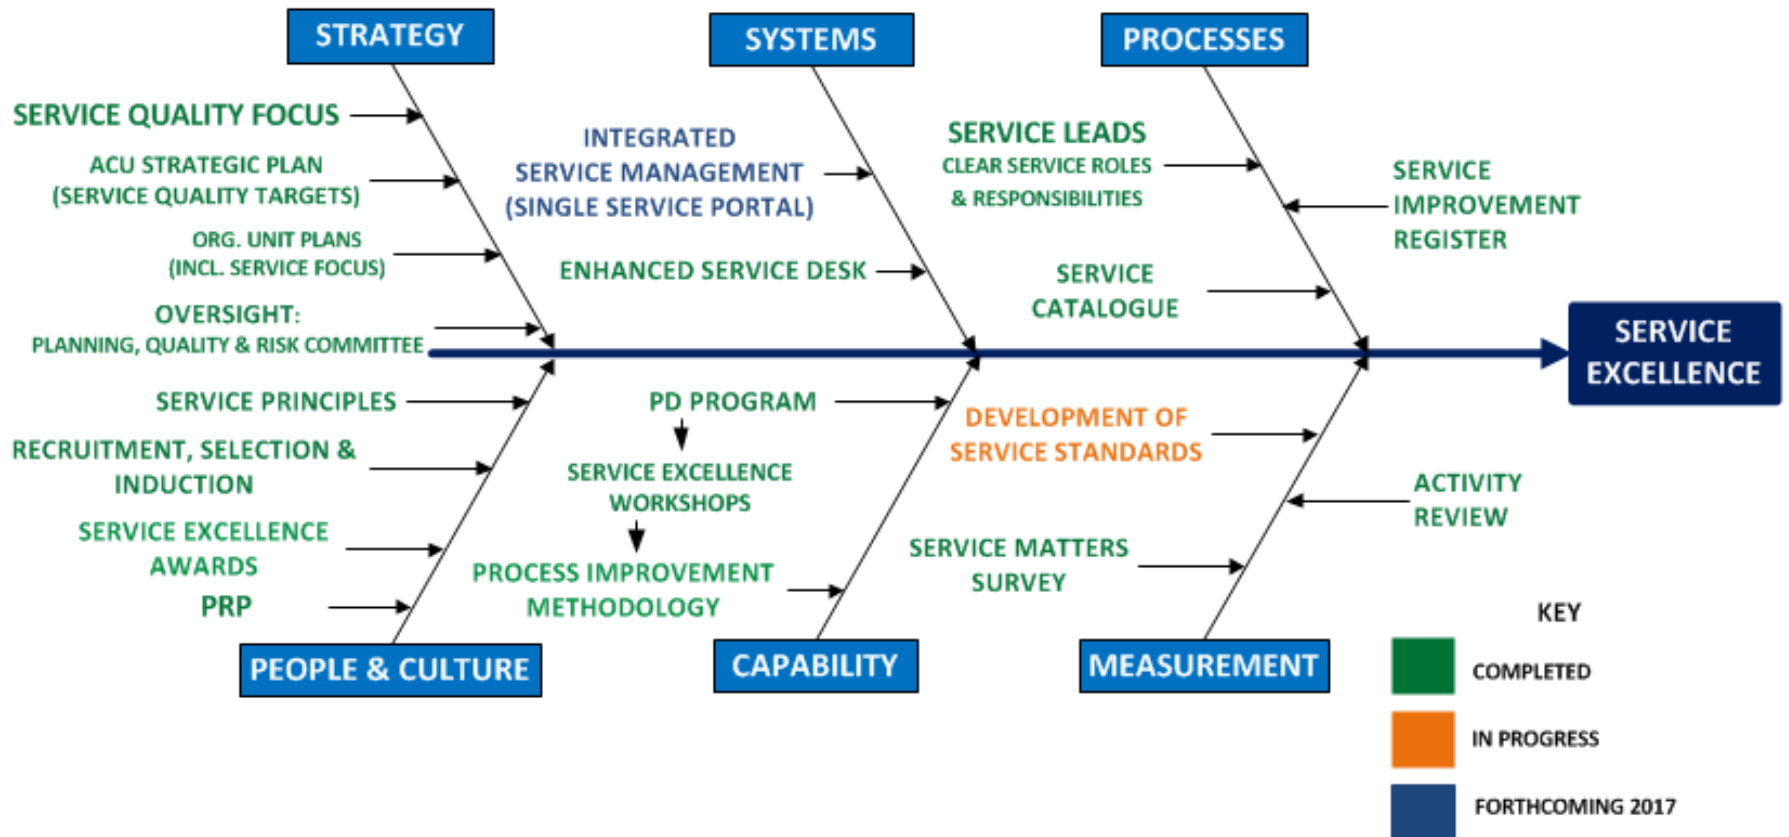 STRATEGY
SYSTEMS
PROCESSES
SERVICE QUALITY FOCUS
ACU STRATEGIC PLAN
(SERVICE QUALITY TARGETS)
ORG. UNIT PLANS
(INCL. SERVICE FOCUS)
OVERSIGHT:
PLANNING, QUALITY & RISK COMMITTEE
INTEGRATED
SERVICE MANAGEMENT
(SINGLE SERVICE PORTAL)
ENHANCED SERVICE DESK
SERVICE LEADS
CLEAR SERVICE ROLES
& RESPONSIBILITIES
SERVICE
CATALOGUE
SERVICE
IMPROVEMENT
REGISTER
SERVICE
EXCELLENCE
SERVICE PRINCIPLES
RECRUITMENT, SELECTION &
INDUCTION
SERVICE EXCELLENCE
AWARDS
PRP
PD PROGRAM
SERVICE EXCELLENCE
WORKSHOPS
PROCESS IMPROVEMENT
METHODOLOGY
DEVELOPMENT OF
SERVICE STANDARDS
SERVICE MATTERS
SURVEY
ACTIVITY
REVIEW
PEOPLE & CULTURE
CAPABILITY
MEASUREMENT
KEY
COMPLETED
IN PROGRESS
FORTHCOMING 2017